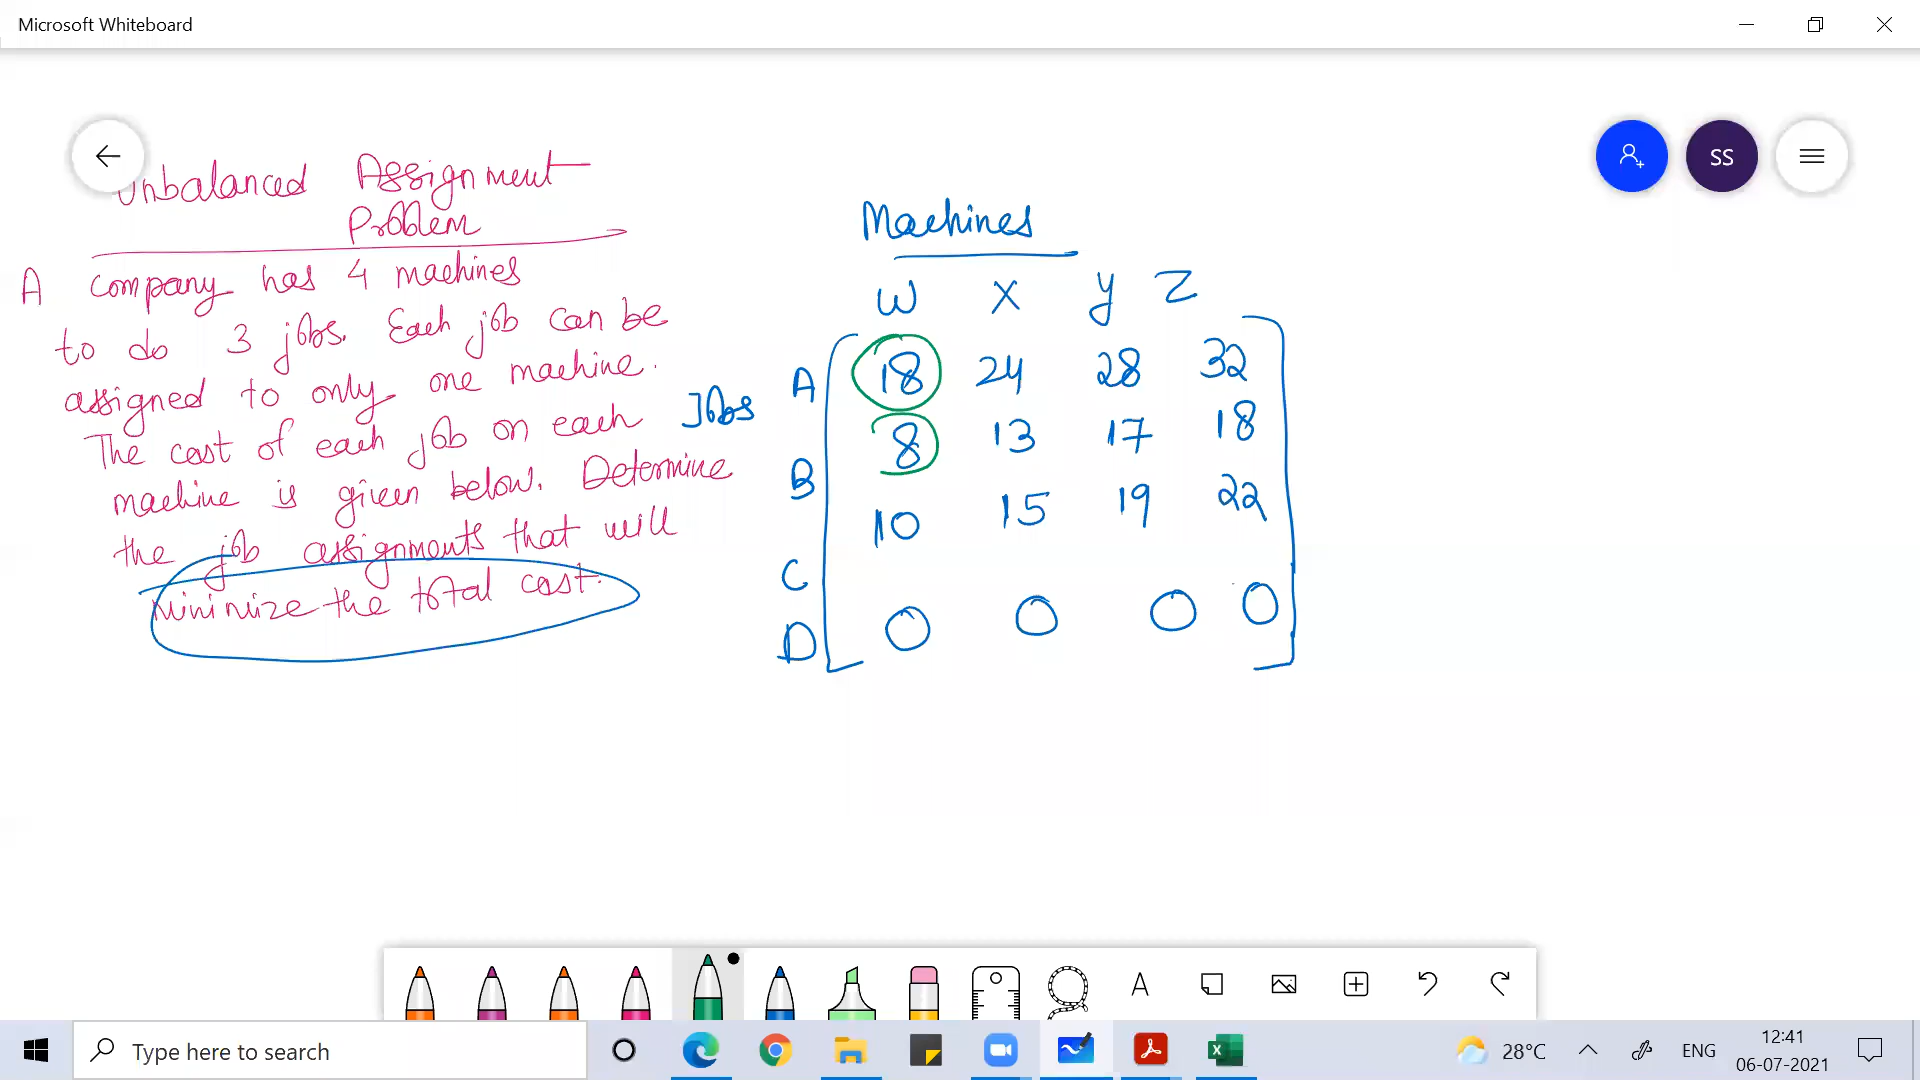 Microsoft Whiteboard
Unbalanced Assignment
Problem
A company has 4 machines
to do 3 jobs. Each job can be
assigned to only one machine.
The cost of each job on each
machine is given below. Determine
the job assignments that will
minimize the total cost.
Machines
W X Y Z
Jobs
A 18 24 28 32
B 8 13 17 18
C 10 15 19 22
D 0 0 0 0
SS
A
Type here to search
28°C
ENG
12:41
06-07-2021